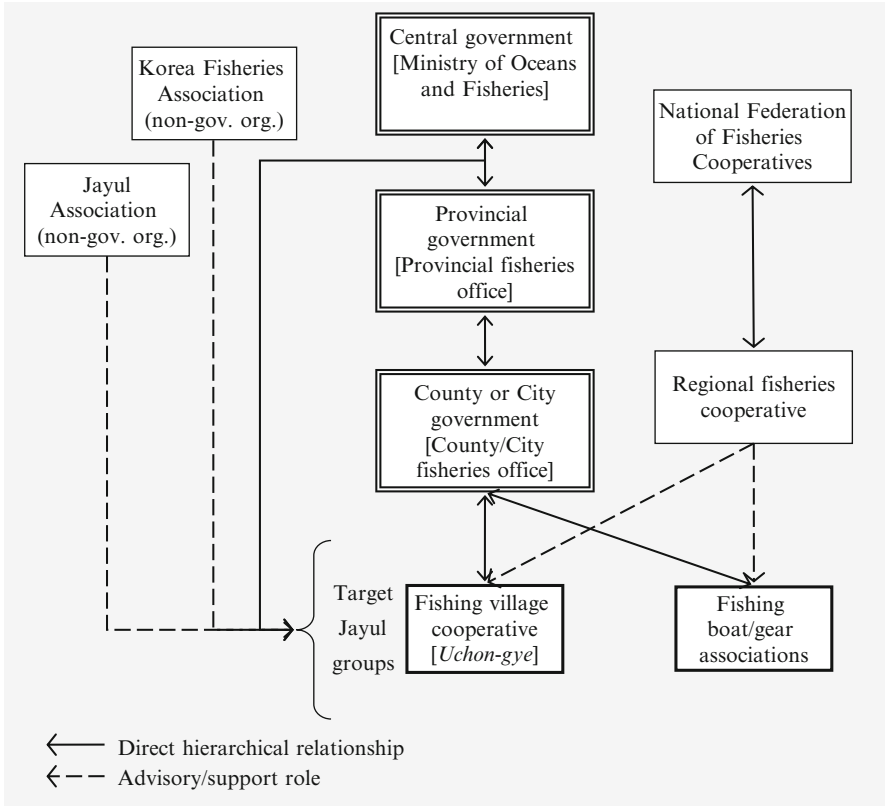 Central government
[Ministry of Oceans
and Fisheries]
Korea Fisheries
Association
(non-gov. org.)
National Federation
of Fisheries
Cooperatives
Jayul
Association
(non-gov. org.)
Provincial
government
[Provincial fisheries
office]
County or City
government
[County/City
fisheries office]
Regional fisheries
cooperative
Target
Jayul
groups
Fishing village
cooperative
[Uchon-gye]
Fishing
boat/gear
associations
Direct hierarchical relationship
Advisory/support role